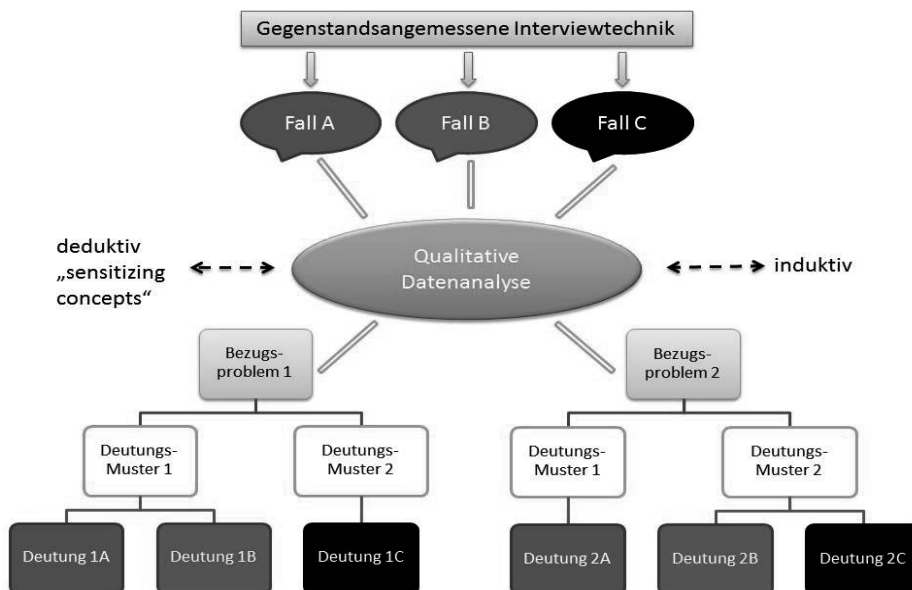 Gegenstandsangemessene Interviewtechnik
Fall A
Fall B
Fall C
deduktiv
„sensitizing
concepts“
Qualitative
Datenanalyse
induktiv
Bezugs-
problem 1
Bezugs-
problem 2
Deutungs-
Muster 1
Deutungs-
Muster 2
Deutungs-
Muster 1
Deutungs-
Muster 2
Deutung 1A
Deutung 1B
Deutung 1C
Deutung 2A
Deutung 2B
Deutung 2C